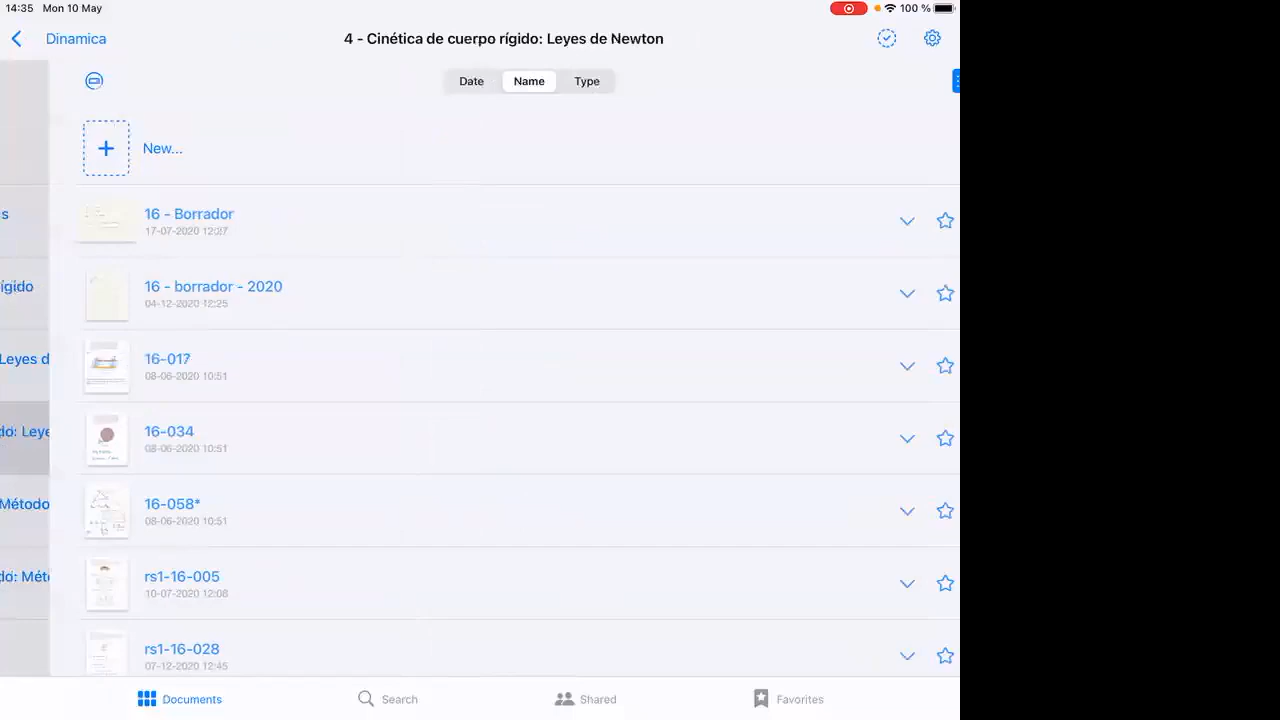 14:35 Mon 10 May
100 %
Dinamica
4 - Cinética de cuerpo rígido: Leyes de Newton
Date Name Type
New...
s
16 - Borrador
17-07-2020 12:07
ígido
16 - borrador - 2020
04-12-2020 12:25
Leyes d
16-017
08-06-2020 10:51
do: Leye
16-034
08-06-2020 10:51
Método
16-058*
08-06-2020 10:51
do: Mét
rs1-16-005
10-07-2020 12:08
rs1-16-028
07-12-2020 12:45
Documents Search Shared Favorites